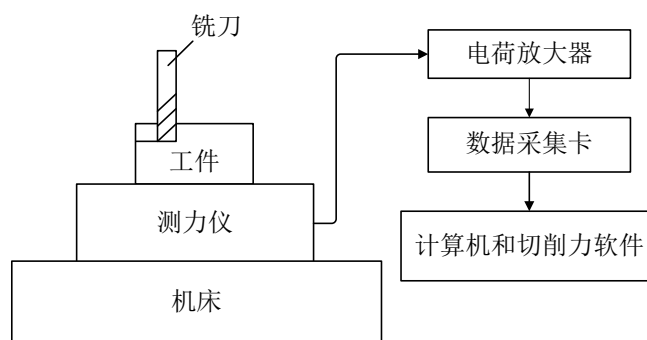 铣刀
工件
测力仪
机床
电荷放大器
数据采集卡
计算机和切削力软件